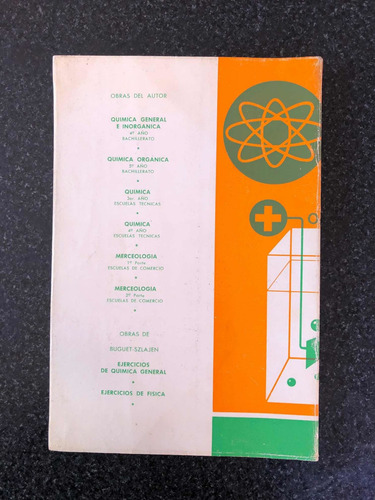 OBRAS DEL AUTOR
QUIMICA GENERAL
E INORGANICA
4º AÑO
BACHILLERATO
QUIMICA ORGANICA
5º AÑO
BACHILLERATO
QUIMICA
3er AÑO
ESCUELAS TECNICAS
QUIMICA
4º AÑO
ESCUELAS TECNICAS
MERCEOLOGIA
1ª Parte
ESCUELAS DE COMERCIO
MERCEOLOGIA
2ª Parte
ESCUELAS DE COMERCIO
OBRAS DE
BUGUET-SZLAJEN
EJERCICIOS
DE QUIMICA GENERAL
EJERCICIOS DE FISICA